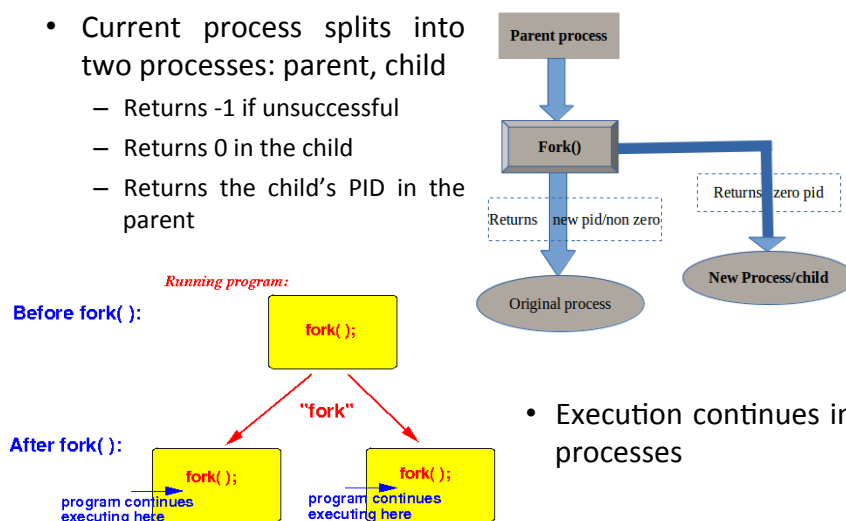 • Current process splits into
two processes: parent, child
– Returns -1 if unsuccessful
– Returns 0 in the child
– Returns the child's PID in the
parent
Parent process
Fork()
Returns new pid/non zero
Returns zero pid
Original process
New Process/child
Running program:
Before fork( ):
fork( );
"fork"
After fork( ):
fork( );
program continues
executing here
fork( );
program continues
executing here
• Execution continues in
processes